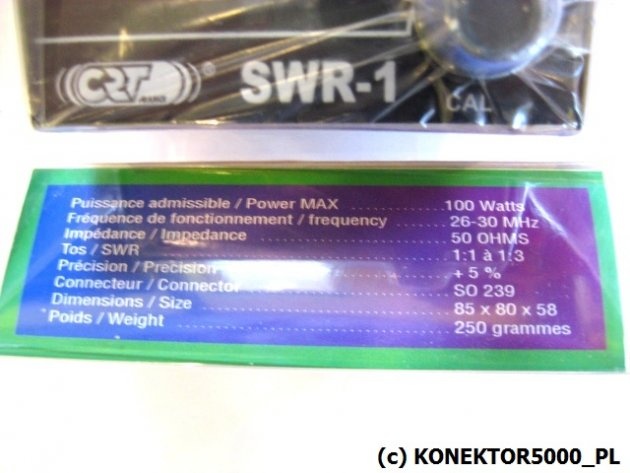 CRT FRANCE ®
SWR-1
CAL
Puissance admissible / Power MAX .......... 100 Watts
Fréquence de fonctionnement / frequency .......... 26-30 MHz
Impédance / Impedance .......... 50 OHMS
Tos / SWR .......... 1:1 à 1:3
Précision / Precision .......... + 5 %
Connecteur / Connector .......... SO 239
Dimensions / Size .......... 85 x 80 x 58
Poids / Weight .......... 250 grammes
(c) KONEKTOR5000_PL